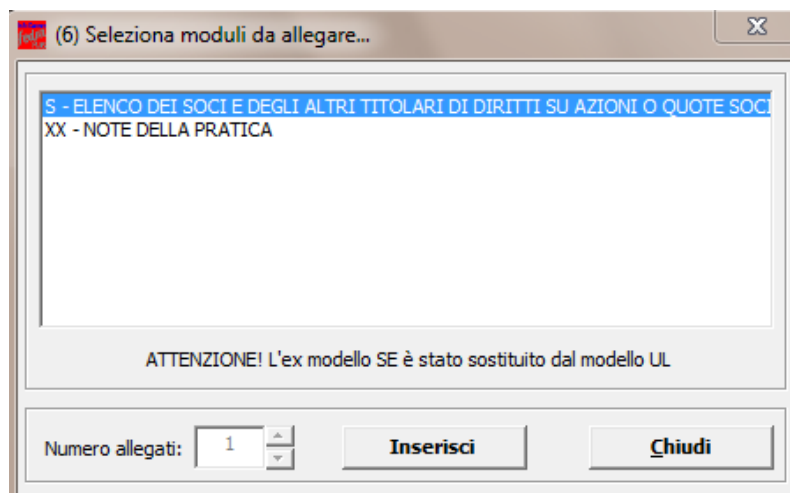 (6) Seleziona moduli da allegare...
S - ELENCO DEI SOCI E DEGLI ALTRI TITOLARI DI DIRITTI SU AZIONI O QUOTE SOCI
XX - NOTE DELLA PRATICA
ATTENZIONE! L'ex modello SE è stato sostituito dal modello UL
Numero allegati: 1 Inserisci Chiudi